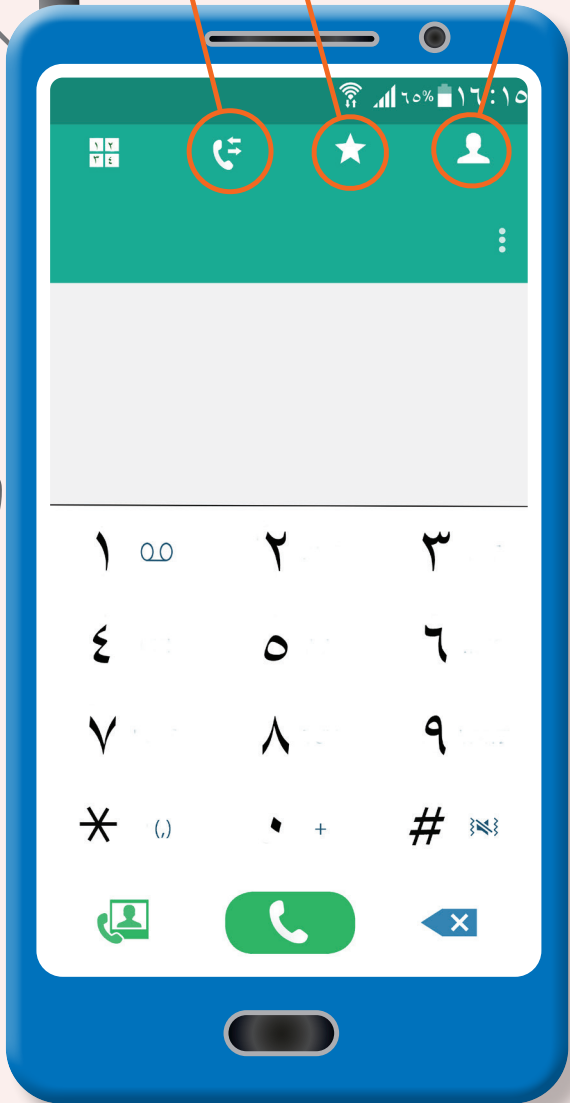 ٦٥% ١٦:١٥
١ ٢
٣ ٤
١ ٢ ٣
٤ ٥ ٦
٧ ٨ ٩
* (,) ٠ + #